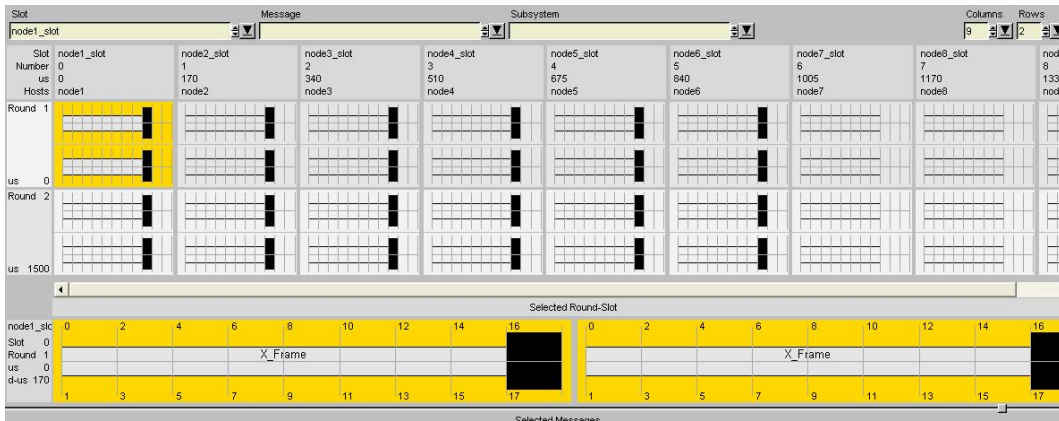 Slot Message Subsystem Columns Rows
node1_slot 9 2
Slot node1_slot node2_slot node3_slot node4_slot node5_slot node6_slot node7_slot node8_slot nod
Number 0 1 2 3 4 5 6 7 8
us 0 170 340 510 675 840 1005 1170 133
Hosts node1 node2 node3 node4 node5 node6 node7 node8 nod
Round 1
us 0
Round 2
us 1500
Selected Round-Slot
node1_slo 0 2 4 6 8 10 12 14 16 0 2 4 6 8 10 12 14 16
Slot 0
Round 1 X_Frame X_Frame
us 0
d-us 170
1 3 5 7 9 11 13 15 17 1 3 5 7 9 11 13 15 17
Selected Messages